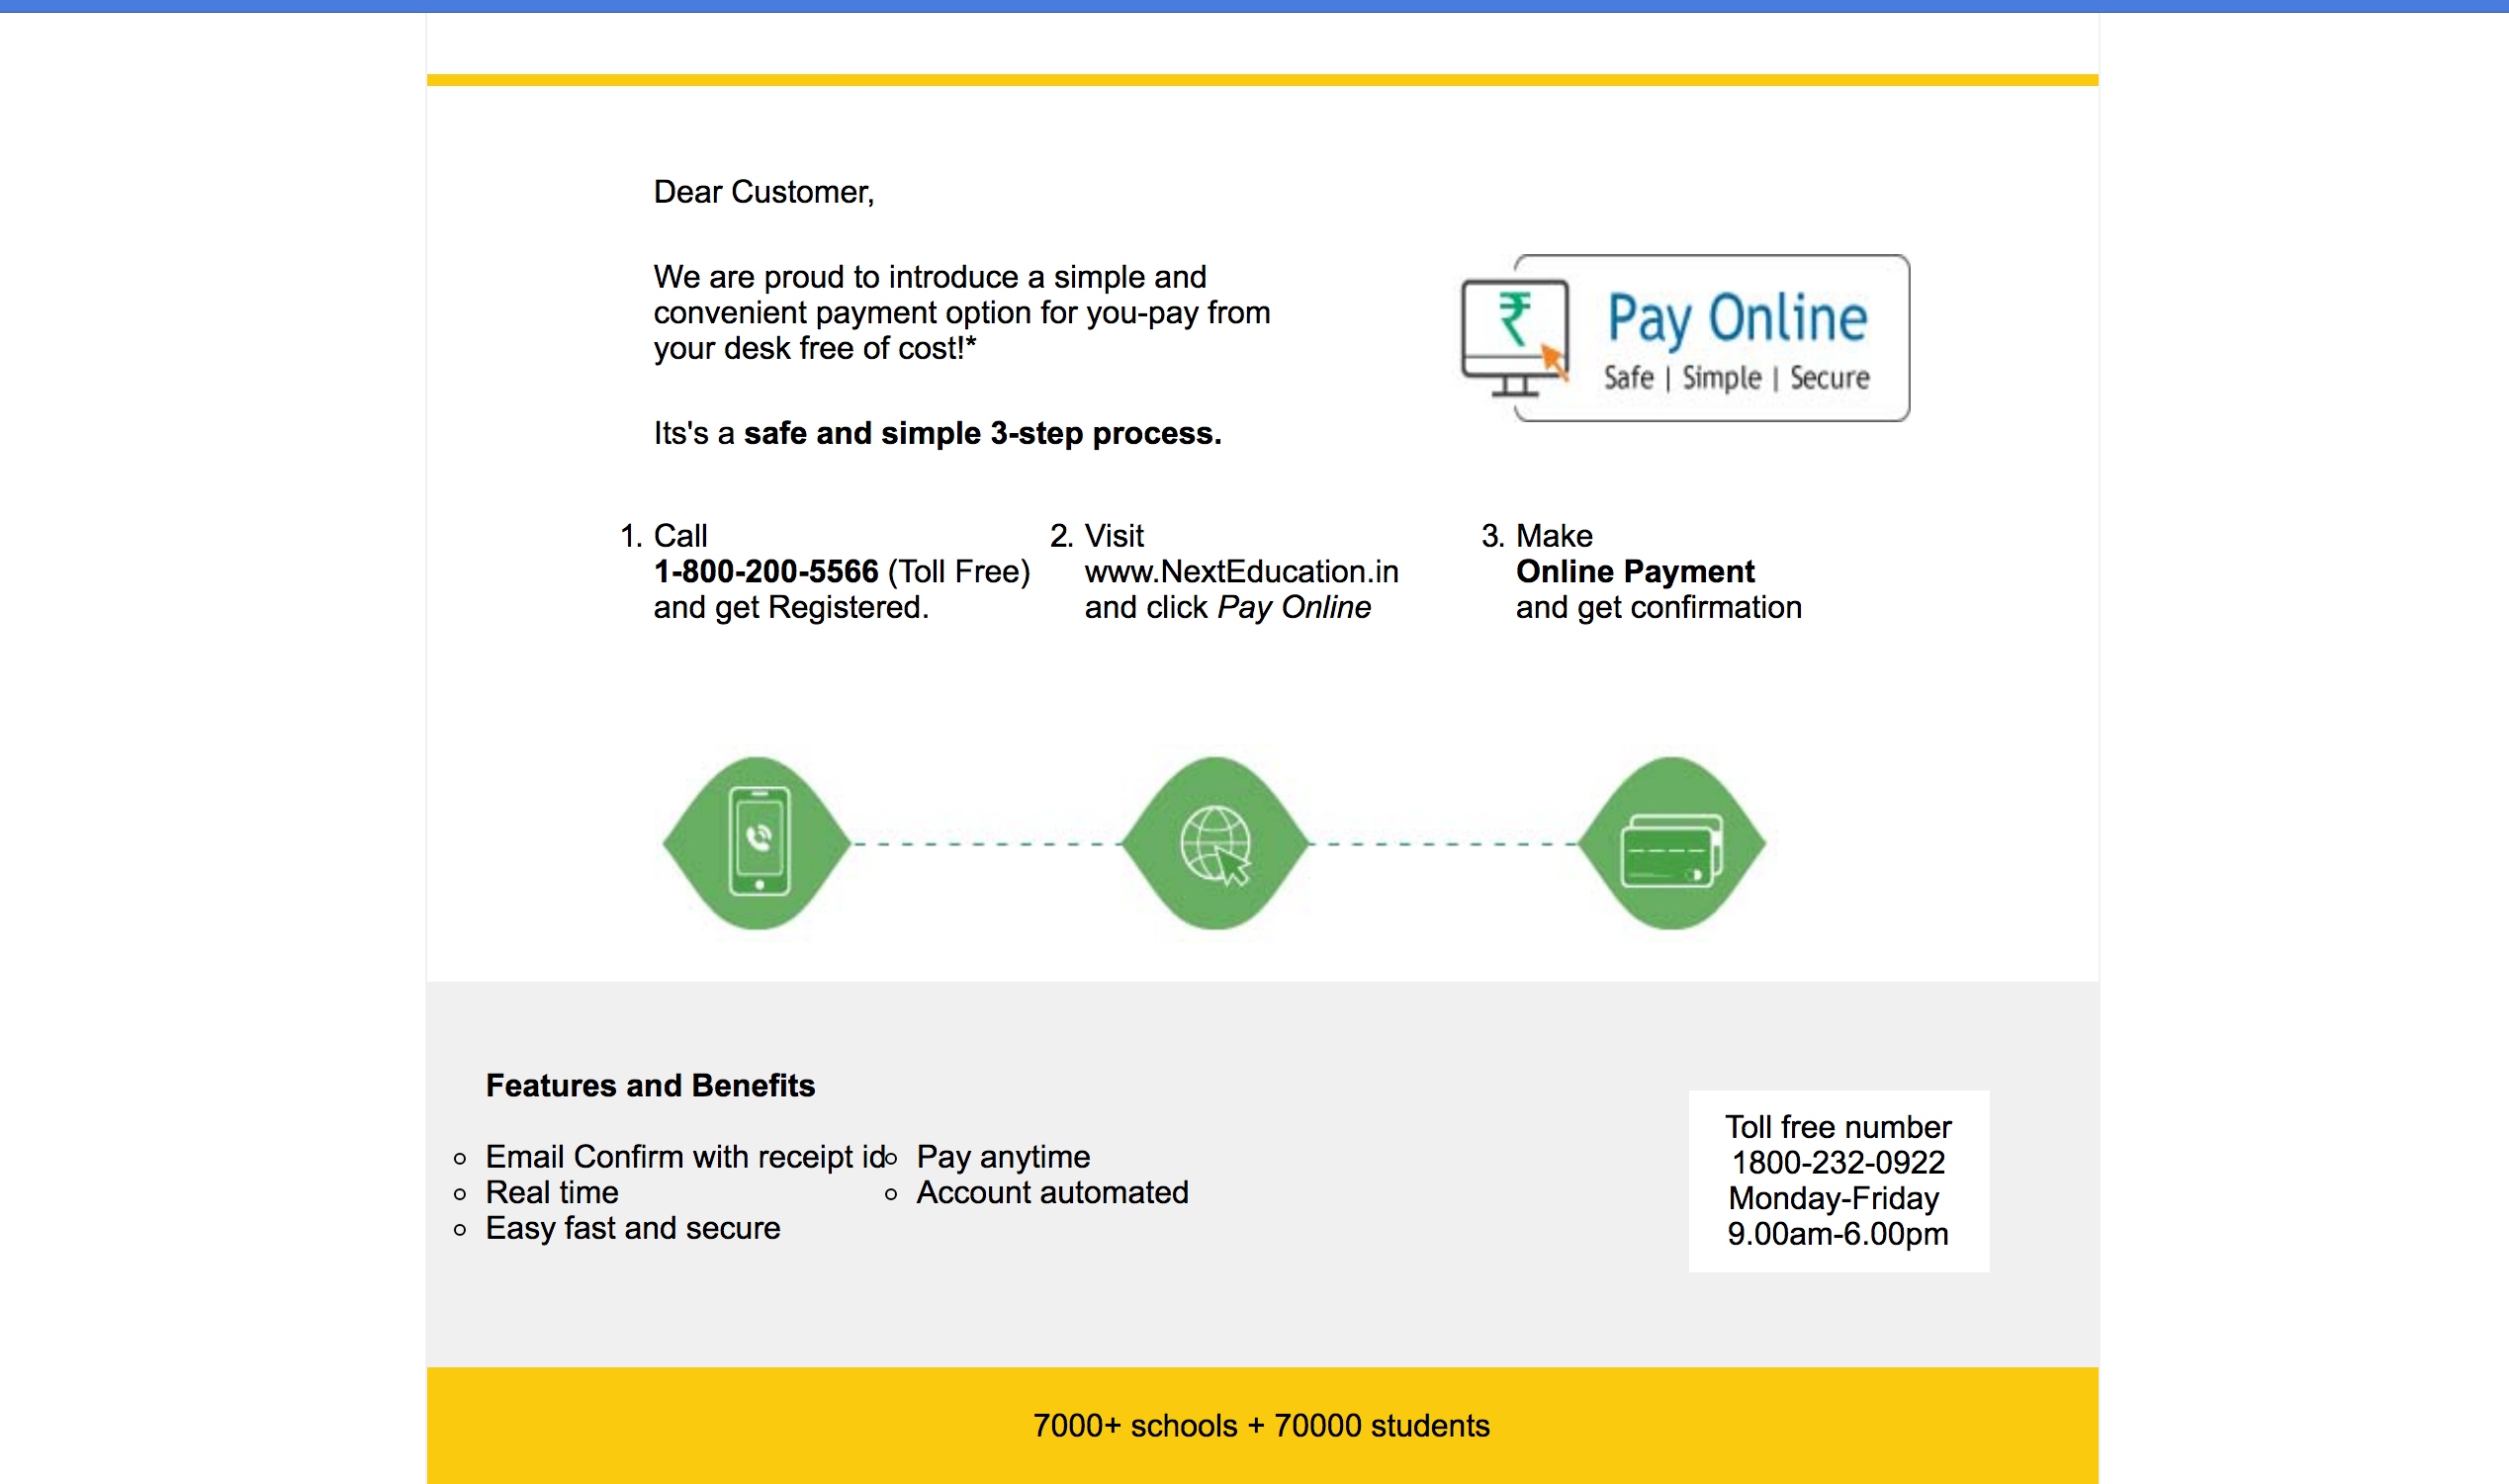 Dear Customer,
We are proud to introduce a simple and
convenient payment option for you-pay from
your desk free of cost!*
Its's a safe and simple 3-step process.
₹
Pay Online
Safe | Simple | Secure
1. Call
1-800-200-5566 (Toll Free)
and get Registered.
2. Visit
www.NextEducation.in
and click Pay Online
3. Make
Online Payment
and get confirmation
Features and Benefits
Email Confirm with receipt id
Real time
Easy fast and secure
Pay anytime
Account automated
Toll free number
1800-232-0922
Monday-Friday
9.00am-6.00pm
7000+ schools + 70000 students